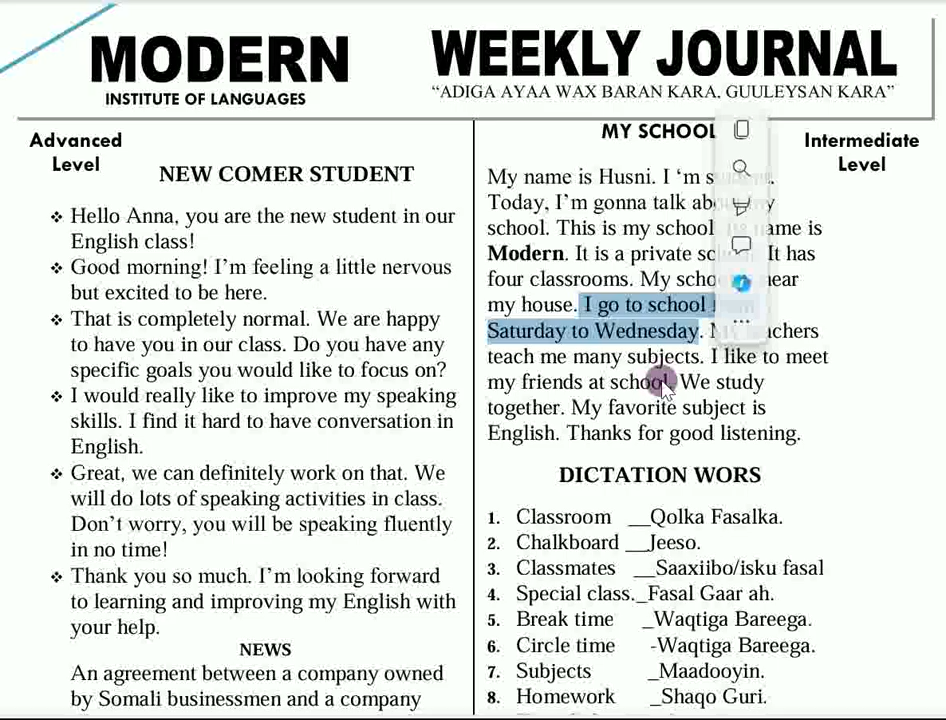 MODERN
INSTITUTE OF LANGUAGES
WEEKLY JOURNAL
“ADIGA AYAA WAX BARAN KARA, GUULEYSAN KARA”
Advanced
Level
NEW COMER STUDENT
❖ Hello Anna, you are the new student in our
English class!
❖ Good morning! I’m feeling a little nervous
but excited to be here.
❖ That is completely normal. We are happy
to have you in our class. Do you have any
specific goals you would like to focus on?
❖ I would really like to improve my speaking
skills. I find it hard to have conversation in
English.
❖ Great, we can definitely work on that. We
will do lots of speaking activities in class.
Don’t worry, you will be speaking fluently
in no time!
❖ Thank you so much. I’m looking forward
to learning and improving my English with
your help.
NEWS
An agreement between a company owned
by Somali businessmen and a company
MY SCHOOL
Intermediate
Level
My name is Husni. I ‘m
Today, I’m gonna talk
school. This is my school name is
Modern. It is a private It has
four classrooms. My near
my house. I go to school
Saturday to Wednesday.
teach me many subjects. I like to meet
my friends at school. We study
together. My favorite subject is
English. Thanks for good listening.
DICTATION WORS
1. Classroom __Qolka Fasalka.
2. Chalkboard __Jeeso.
3. Classmates __Saaxiibo/isku fasal
4. Special class._Fasal Gaar ah.
5. Break time _Waqtiga Bareega.
6. Circle time -Waqtiga Bareega.
7. Subjects _Maadooyin.
8. Homework _Shaqo Guri.